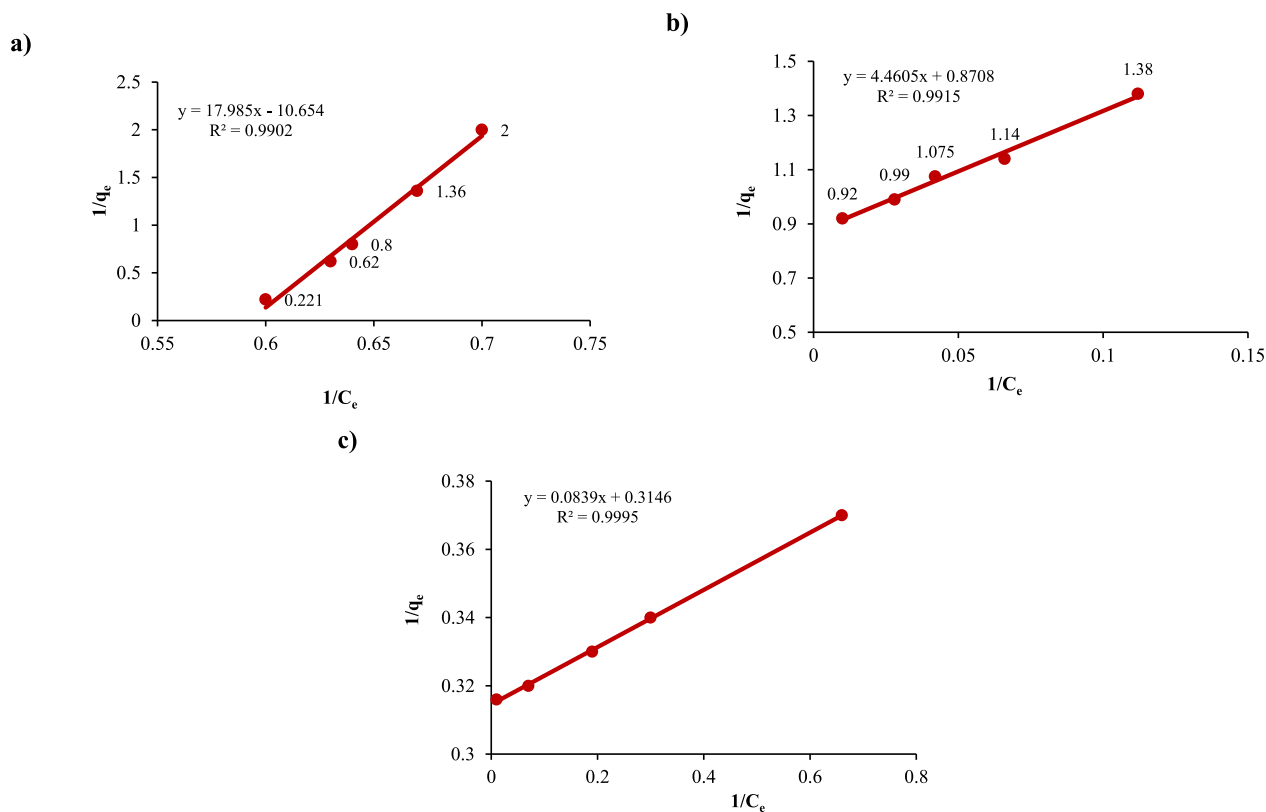 a)
2.5
2
1.5
1
0.5
0
0.55
0.6
0.65
0.7
0.75
y = 17.985x - 10.654
R² = 0.9902
2
1.36
0.8
0.62
0.221
1/qₑ
1/Cₑ
b)
1.5
1.3
1.1
0.9
0.7
0.5
0
0.05
0.1
0.15
y = 4.4605x + 0.8708
R² = 0.9915
1.38
1.14
1.075
0.99
0.92
1/qₑ
1/Cₑ
c)
0.38
0.36
0.34
0.32
0.3
0
0.2
0.4
0.6
0.8
y = 0.0839x + 0.3146
R² = 0.9995
1/qₑ
1/Cₑ